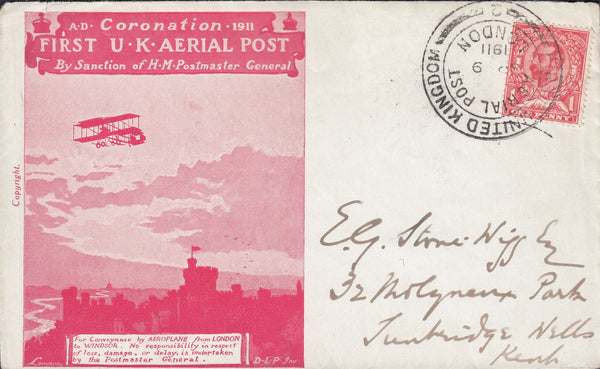 A·D· Coronation · 1911
FIRST U·K·AERIAL POST
By Sanction of H·M·Postmaster General
Copyright.
For Conveyance by AEROPLANE from LONDON
to WINDSOR. No responsibility in respect
of loss, damage, or delay, is undertaken
by the Postmaster General.
London
D·L·P Inv.
UNITED KINGDOM
AERIAL POST
LONDON
1911
9
PENNY
E.G. Stone-Wigg Esq
32 Molyneux Park
Tunbridge Wells
Kent